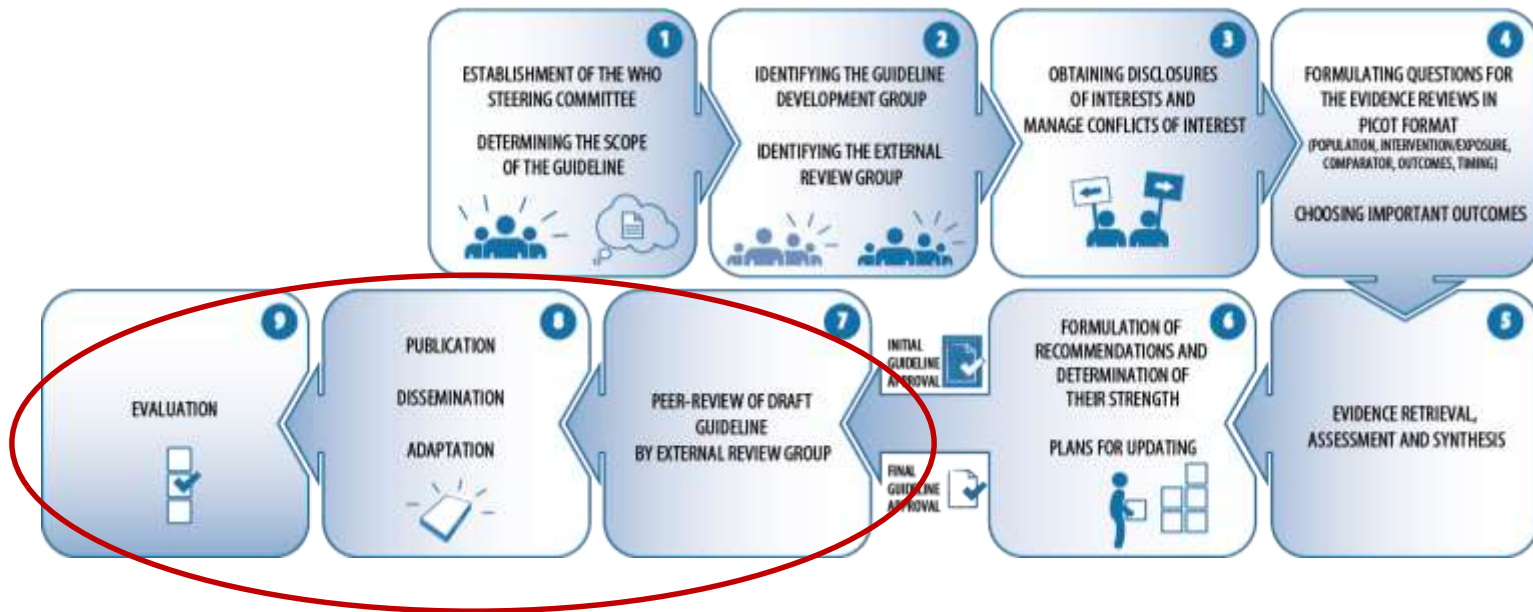 1
ESTABLISHMENT OF THE WHO
STEERING COMMITTEE
DETERMINING THE SCOPE
OF THE GUIDELINE
2
IDENTIFYING THE GUIDELINE
DEVELOPMENT GROUP
IDENTIFYING THE EXTERNAL
REVIEW GROUP
3
OBTAINING DISCLOSURES
OF INTERESTS AND
MANAGE CONFLICTS OF INTEREST
4
FORMULATING QUESTIONS FOR
THE EVIDENCE REVIEWS IN
PICOT FORMAT
(POPULATION, INTERVENTION/EXPOSURE,
COMPARATOR, OUTCOMES, TIMING)
CHOOSING IMPORTANT OUTCOMES
5
EVIDENCE RETRIEVAL,
ASSESSMENT AND SYNTHESIS
6
FORMULATION OF
RECOMMENDATIONS AND
DETERMINATION OF
THEIR STRENGTH
PLANS FOR UPDATING
INITIAL
GUIDELINE
APPROVAL
FINAL
GUIDELINE
APPROVAL
7
PEER-REVIEW OF DRAFT
GUIDELINE
BY EXTERNAL REVIEW GROUP
8
PUBLICATION
DISSEMINATION
ADAPTATION
9
EVALUATION